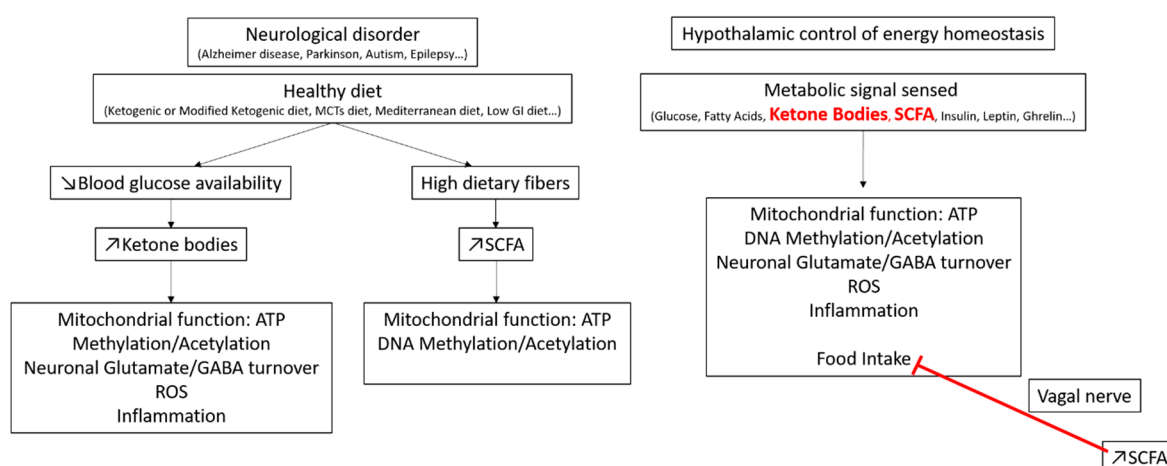 Neurological disorder
(Alzheimer disease, Parkinson, Autism, Epilepsy…)
Healthy diet
(Ketogenic or Modified Ketogenic diet, MCTs diet, Mediterranean diet, Low GI diet…)
↘Blood glucose availability
High dietary fibers
↗Ketone bodies
↗SCFA
Mitochondrial function: ATP
Methylation/Acetylation
Neuronal Glutamate/GABA turnover
ROS
Inflammation
Mitochondrial function: ATP
DNA Methylation/Acetylation
Hypothalamic control of energy homeostasis
Metabolic signal sensed
(Glucose, Fatty Acids, Ketone Bodies, SCFA, Insulin, Leptin, Ghrelin…)
Mitochondrial function: ATP
DNA Methylation/Acetylation
Neuronal Glutamate/GABA turnover
ROS
Inflammation
Food Intake
Vagal nerve
↗SCFA